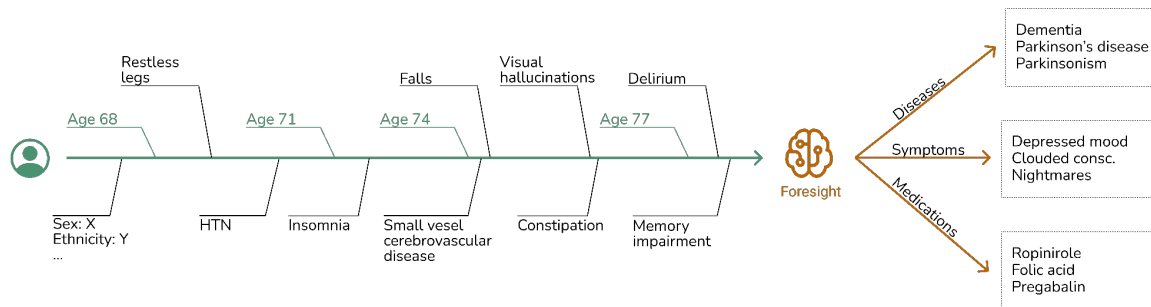 Restless
legs
Visual
hallucinations
Falls
Delirium
Age 68
Age 71
Age 74
Age 77
Sex: X
Ethnicity: Y
...
HTN
Insomnia
Small vesel
cerebrovascular
disease
Constipation
Memory
impairment
Foresight
Diseases
Symptoms
Medications
Dementia
Parkinson's disease
Parkinsonism
Depressed mood
Clouded consc.
Nightmares
Ropinirole
Folic acid
Pregabalin